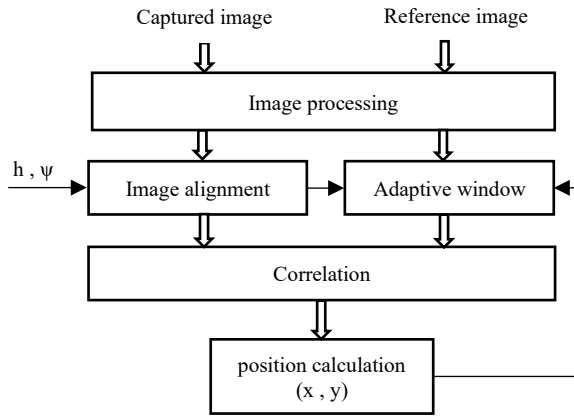 Captured image
Reference image
Image processing
h , ψ
Image alignment
Adaptive window
Correlation
position calculation
(x , y)